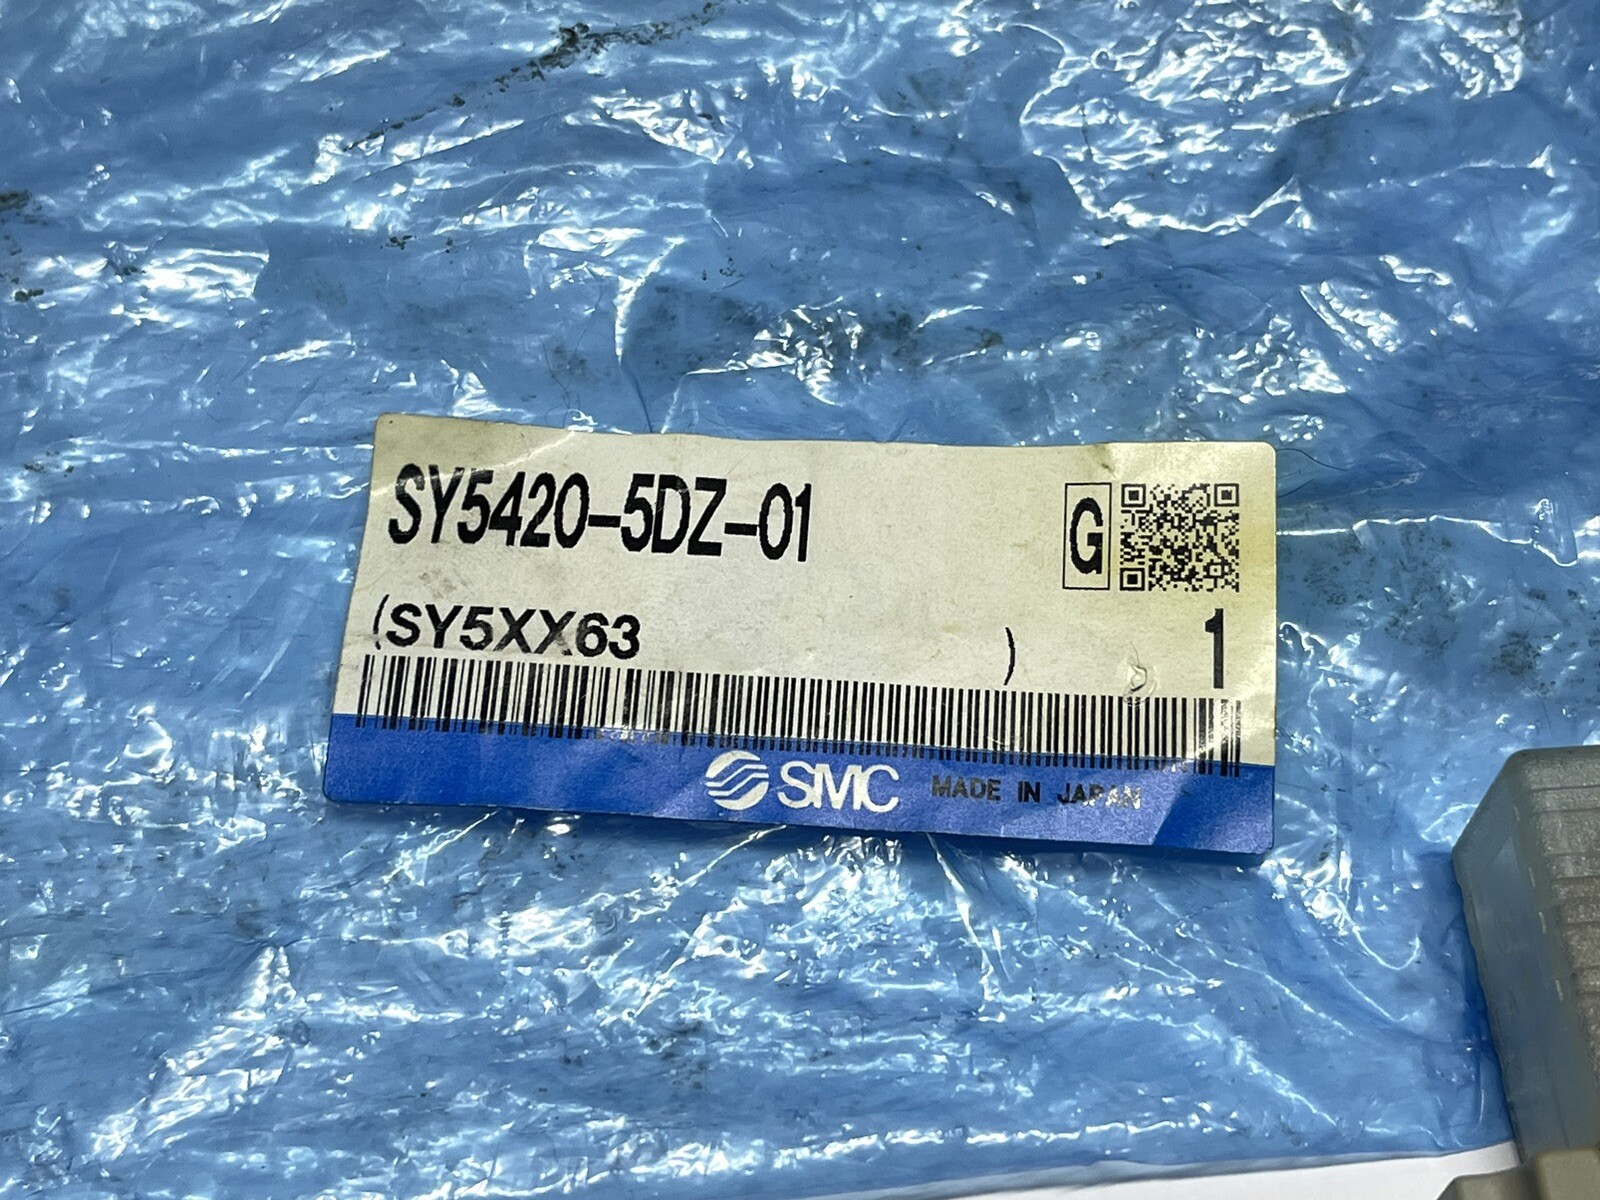 SY5420-5DZ-01
G
(SY5XX63 )
1
SMC MADE IN JAPAN